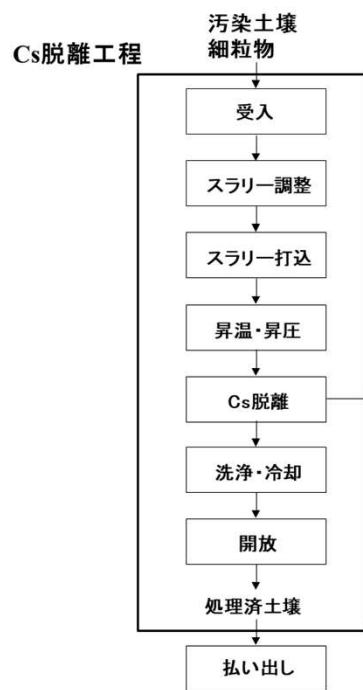 汚染土壌
細粒物
Cs脱離工程
受入
スラリー調整
スラリー打込
昇温・昇圧
Cs脱離
洗浄・冷却
開放
処理済土壌
払い出し